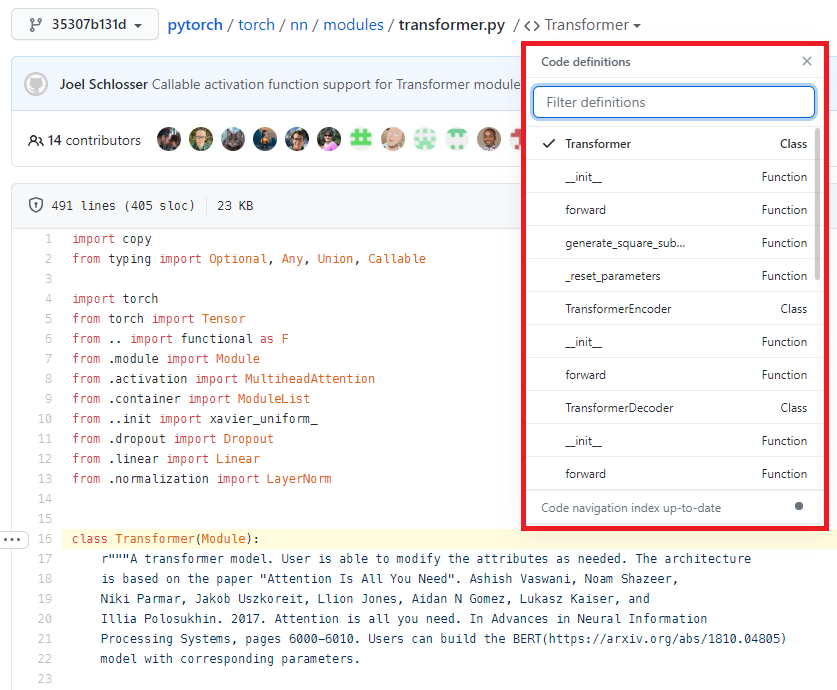 35307b131d
pytorch / torch / nn / modules / transformer.py / <> Transformer
Joel Schlosser Callable activation function support for Transformer module
14 contributors
491 lines (405 sloc) 23 KB
1 import copy
2 from typing import Optional, Any, Union, Callable
3
4 import torch
5 from torch import Tensor
6 from .. import functional as F
7 from .module import Module
8 from .activation import MultiheadAttention
9 from .container import ModuleList
10 from ..init import xavier_uniform_
11 from .dropout import Dropout
12 from .linear import Linear
13 from .normalization import LayerNorm
14
15
16 class Transformer(Module):
17 r"""A transformer model. User is able to modify the attributes as needed. The architecture
18 is based on the paper "Attention Is All You Need". Ashish Vaswani, Noam Shazeer,
19 Niki Parmar, Jakob Uszkoreit, Llion Jones, Aidan N Gomez, Lukasz Kaiser, and
20 Illia Polosukhin. 2017. Attention is all you need. In Advances in Neural Information
21 Processing Systems, pages 6000-6010. Users can build the BERT(https://arxiv.org/abs/1810.04805)
22 model with corresponding parameters.
23
Code definitions
Filter definitions
Transformer Class
__init__ Function
forward Function
generate_square_sub... Function
_reset_parameters Function
TransformerEncoder Class
__init__ Function
forward Function
TransformerDecoder Class
__init__ Function
forward Function
Code navigation index up-to-date